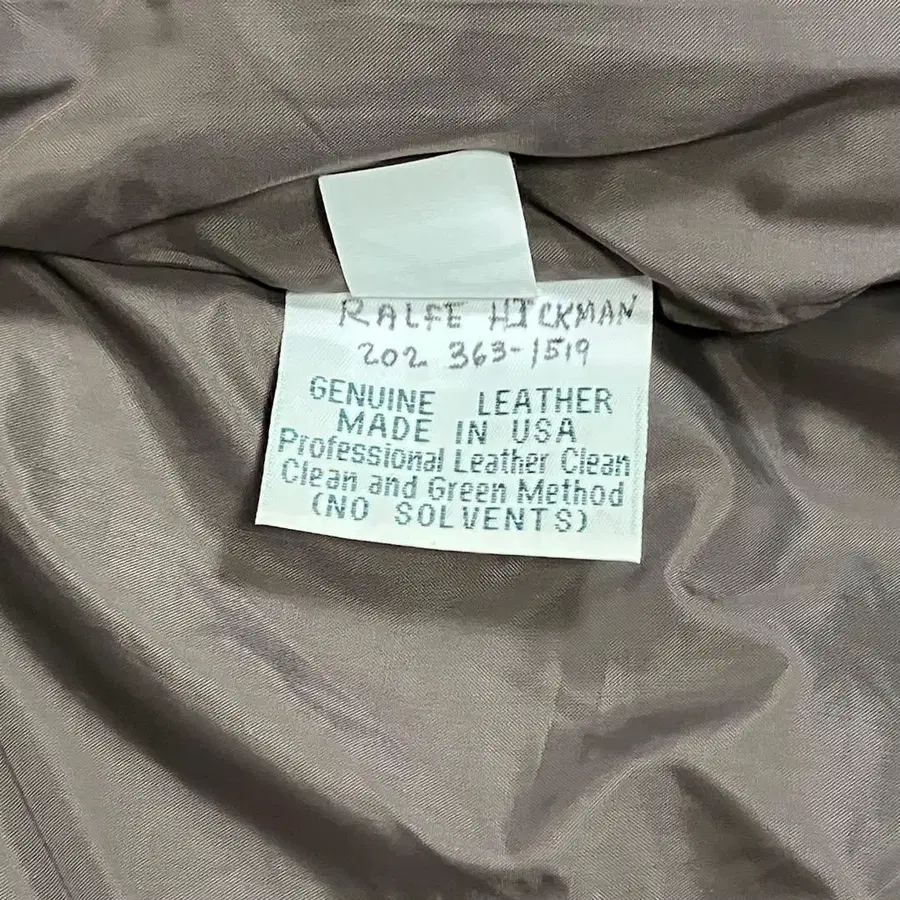 RALFE HICKMAN
202 363-1519
GENUINE LEATHER
MADE IN USA
Professional Leather Clean
Clean and Green Method
(NO SOLVENTS)